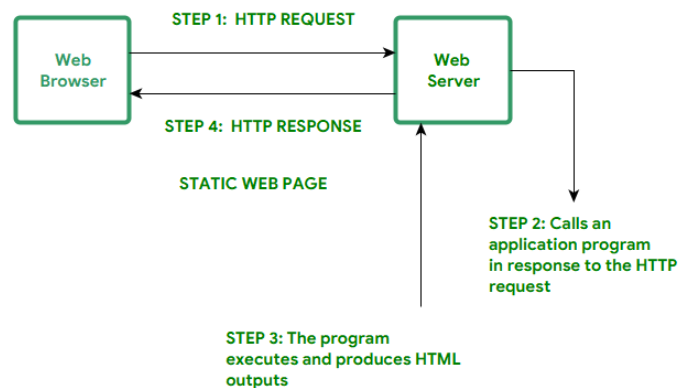 STEP 1: HTTP REQUEST
Web
Browser
Web
Server
STEP 4: HTTP RESPONSE
STATIC WEB PAGE
STEP 2: Calls an
application program
in response to the HTTP
request
STEP 3: The program
executes and produces HTML
outputs